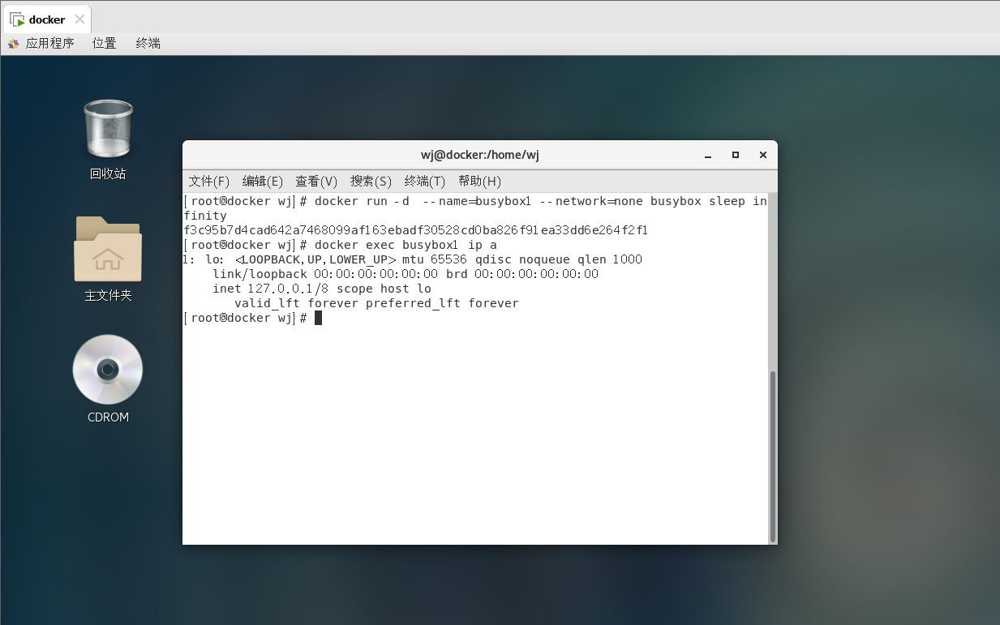 docker
应用程序 位置 终端
回收站
主文件夹
CDROM
wj@docker:/home/wj
文件(F) 编辑(E) 查看(V) 搜索(S) 终端(T) 帮助(H)
[root@docker wj]# docker run -d  --name=busybox1 --network=none busybox sleep in
finity
f3c95b7d4cad642a7468099af163ebadf30528cd0ba826f91ea33dd6e264f2f1
[root@docker wj]# docker exec busybox1 ip a
1: lo: <LOOPBACK,UP,LOWER_UP> mtu 65536 qdisc noqueue qlen 1000
    link/loopback 00:00:00:00:00:00 brd 00:00:00:00:00:00
    inet 127.0.0.1/8 scope host lo
       valid_lft forever preferred_lft forever
[root@docker wj]#